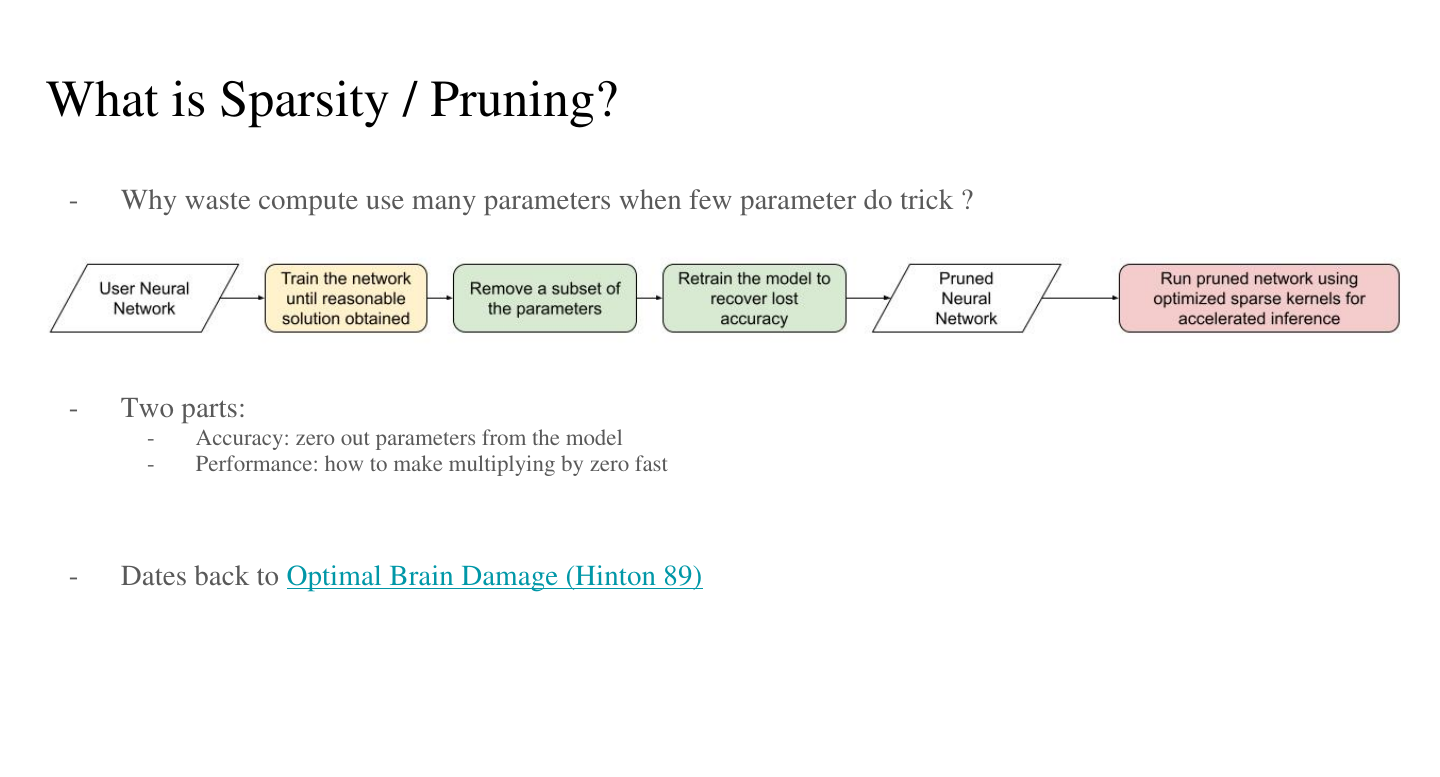 What is Sparsity / Pruning?
- Why waste compute use many parameters when few parameter do trick ?
User Neural
Network
Train the network
until reasonable
solution obtained
Remove a subset of
the parameters
Retrain the model to
recover lost
accuracy
Pruned
Neural
Network
Run pruned network using
optimized sparse kernels for
accelerated inference
- Two parts:
- Accuracy: zero out parameters from the model
- Performance: how to make multiplying by zero fast
- Dates back to Optimal Brain Damage (Hinton 89)